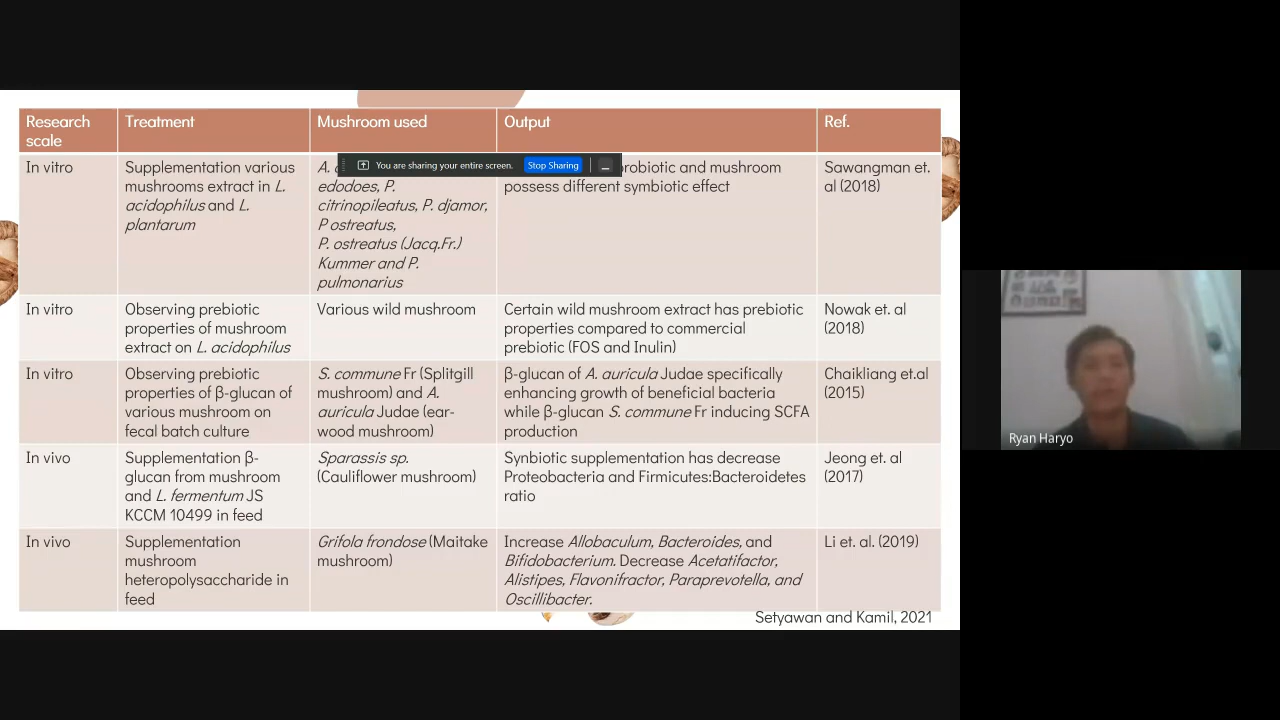 Research
scale
Treatment
Mushroom used
Output
Ref.
You are sharing your entire screen.
Stop Sharing
In vitro
Supplementation various
mushrooms extract in L.
acidophilus and L.
plantarum
A.
edodoes, P.
citrinopileatus, P. djamor,
P ostreatus,
P. ostreatus (Jacq.Fr.)
Kummer and P.
pulmonarius
and mushroom
possess different symbiotic effect
Sawangman et.
al (2018)
In vitro
Observing prebiotic
properties of mushroom
extract on L. acidophilus
Various wild mushroom
Certain wild mushroom extract has prebiotic
properties compared to commercial
prebiotic (FOS and Inulin)
Nowak et. al
(2018)
In vitro
Observing prebiotic
properties of β-glucan of
various mushroom on
fecal batch culture
S. commune Fr (Splitgill
mushroom) and A.
auricula Judae (ear-
wood mushroom)
β-glucan of A. auricula Judae specifically
enhancing growth of beneficial bacteria
while β-glucan S. commune Fr inducing SCFA
production
Chaikliang et.al
(2015)
In vivo
Supplementation β-
glucan from mushroom
and L. fermentum JS
KCCM 10499 in feed
Sparassis sp.
(Cauliflower mushroom)
Synbiotic supplementation has decrease
Proteobacteria and Firmicutes:Bacteroidetes
ratio
Jeong et. al
(2017)
In vivo
Supplementation
mushroom
heteropolysaccharide in
feed
Grifola frondose (Maitake
mushroom)
Increase Allobaculum, Bacteroides, and
Bifidobacterium. Decrease Acetatifactor,
Alistipes, Flavonifractor, Paraprevotella, and
Oscillibacter.
Li et. al. (2019)
Setyawan and Kamil, 2021
Ryan Haryo